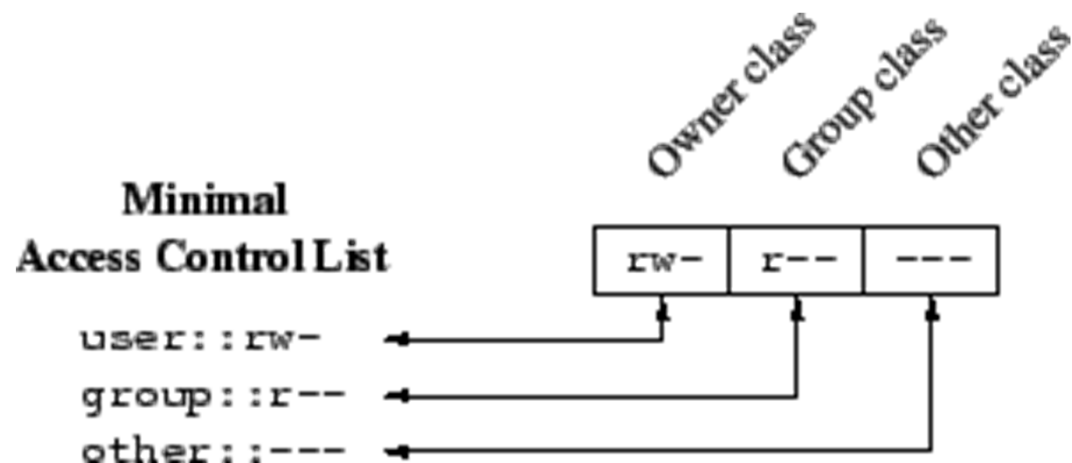 Owner class
Group class
Other class
Minimal
Access Control List
rw- r-- ---
user::rw-
group::r--
other::---